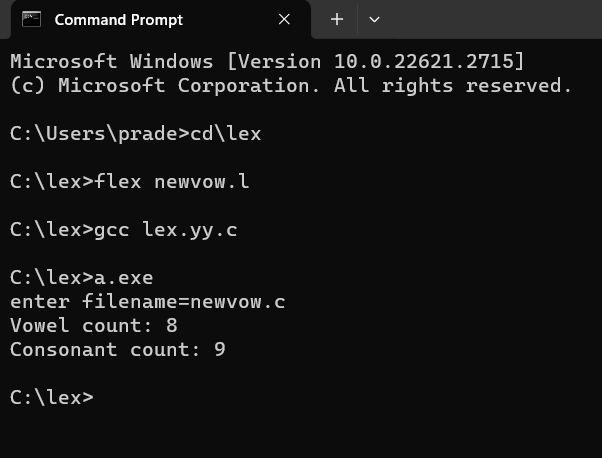 Command Prompt
Microsoft Windows [Version 10.0.22621.2715]
(c) Microsoft Corporation. All rights reserved.
C:\Users\prade>cd\lex
C:\lex>flex newvow.l
C:\lex>gcc lex.yy.c
C:\lex>a.exe
enter filename=newvow.c
Vowel count: 8
Consonant count: 9
C:\lex>